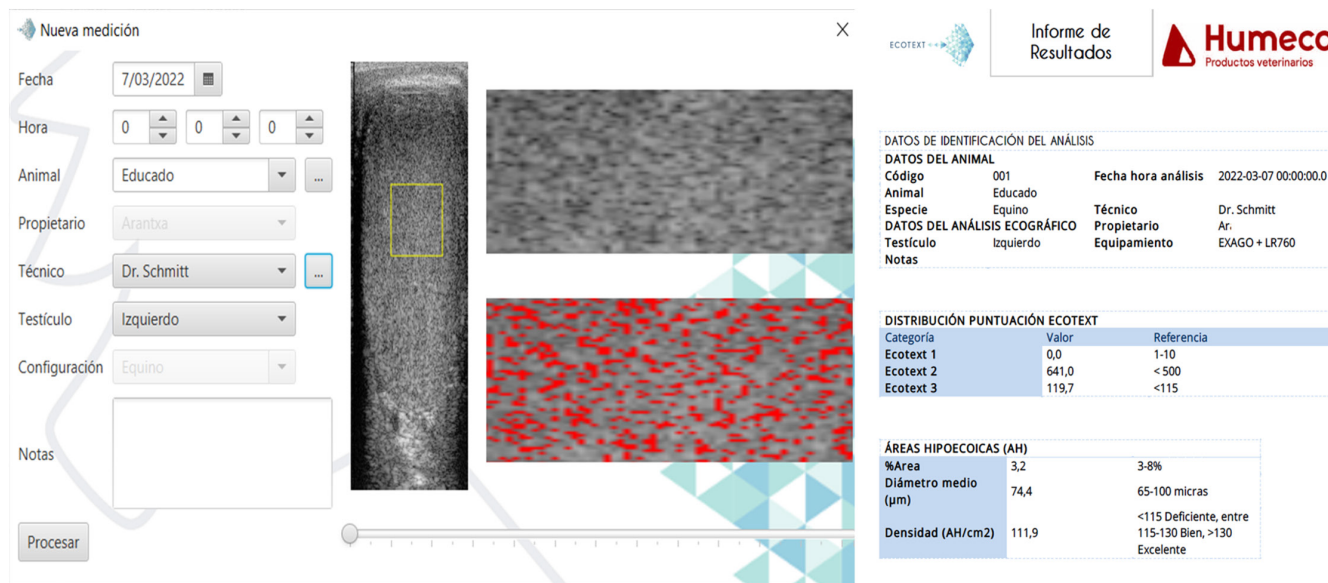 Nueva medición
X
Fecha 7/03/2022
Hora 0 0 0
Animal Educado ...
Propietario Arantxa
Técnico Dr. Schmitt ...
Testículo Izquierdo
Configuración Equino
Notas
Procesar
ECOTEXT
Informe de
Resultados
Humeco
Productos veterinarios
DATOS DE IDENTIFICACIÓN DEL ANÁLISIS
DATOS DEL ANIMAL
Código 001 Fecha hora análisis 2022-03-07 00:00:00.0
Animal Educado
Especie Equino Técnico Dr. Schmitt
DATOS DEL ANÁLISIS ECOGRÁFICO Propietario Ar.
Testículo Izquierdo Equipamiento EXAGO + LR760
Notas
DISTRIBUCIÓN PUNTUACIÓN ECOTEXT
Categoría Valor Referencia
Ecotext 1 0,0 1-10
Ecotext 2 641,0 < 500
Ecotext 3 119,7 <115
ÁREAS HIPOECOICAS (AH)
%Area 3,2 3-8%
Diámetro medio
(µm) 74,4 65-100 micras
<115 Deficiente, entre
Densidad (AH/cm2) 111,9 115-130 Bien, >130
Excelente